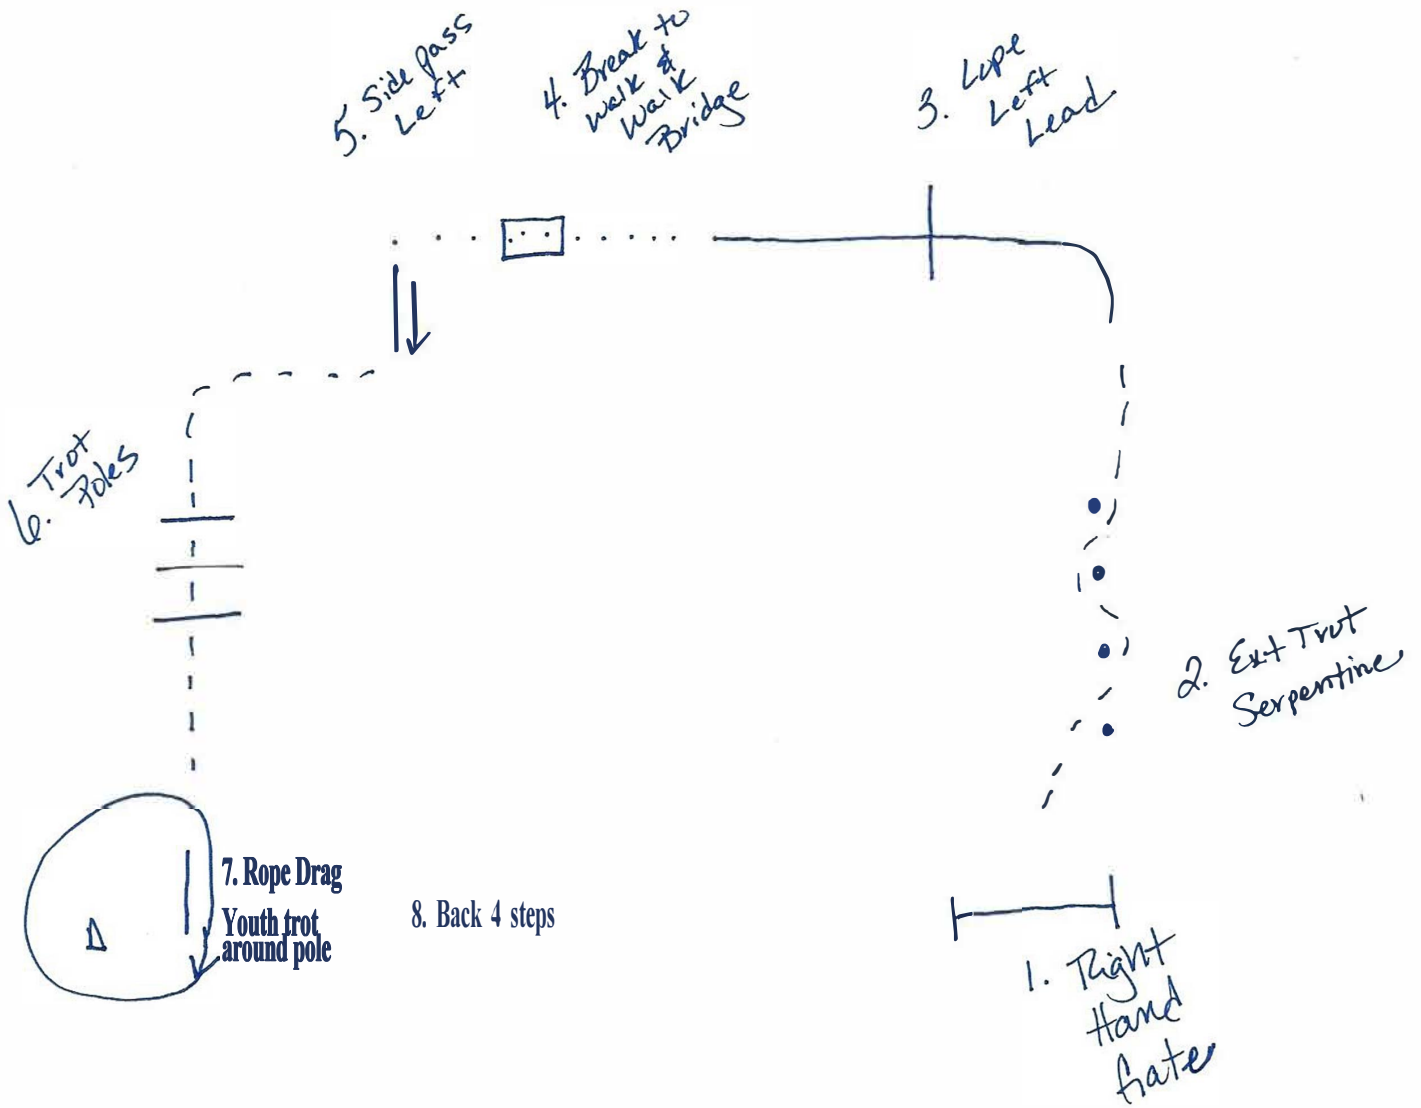 5. Side pass
Left
4. Break to
walk &
walk
Bridge
3. Lope
Left
Lead
6. Trot
Poles
2. Ext Trot
Serpentine
7. Rope Drag
Youth trot
around pole
8. Back 4 steps
1. Right
Hand
Gate